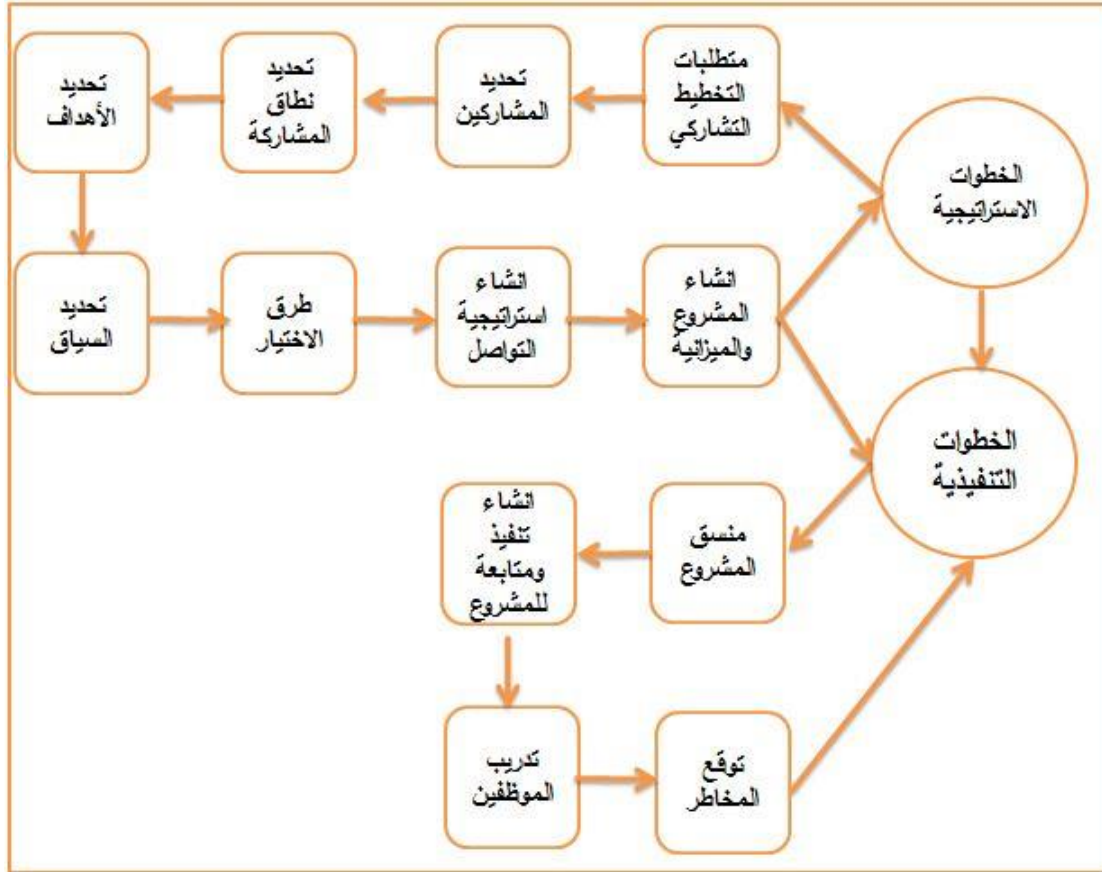 الخطوات
الاستراتيجية
متطلبات
التخطيط
التشاركي
تحديد
المشاركين
تحديد
نطاق
المشاركة
تحديد
الأهداف
تحديد
السياق
طرق
الاختيار
انشاء
استراتيجية
التواصل
انشاء
المشروع
والميزانية
الخطوات
التنفيذية
منسق
المشروع
انشاء
تنفيذ
ومتابعة
للمشروع
تدريب
الموظفين
توقع
المخاطر